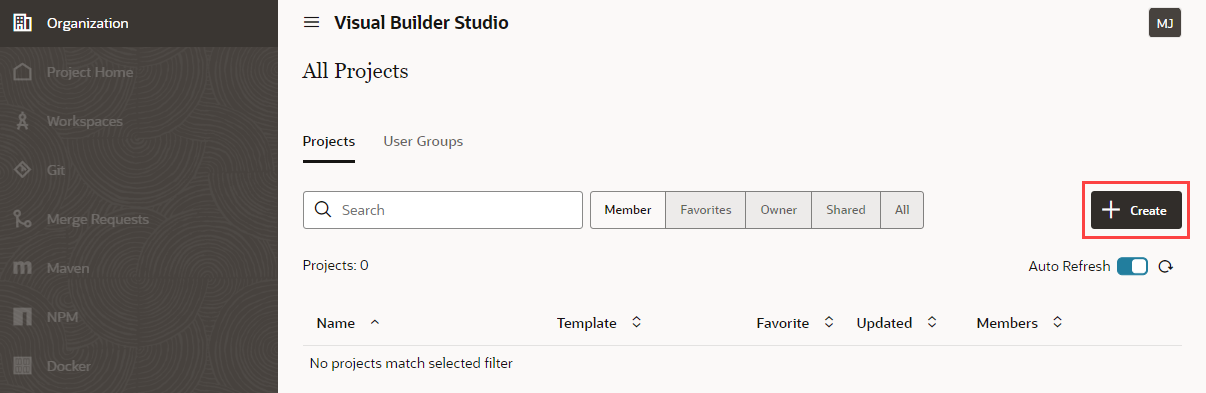 Organization
Project Home
Workspaces
Git
Merge Requests
Maven
NPM
Docker
Visual Builder Studio
MJ
All Projects
Projects User Groups
Search Member Favorites Owner Shared All Create
Projects: 0 Auto Refresh
Name Template Favorite Updated Members
No projects match selected filter